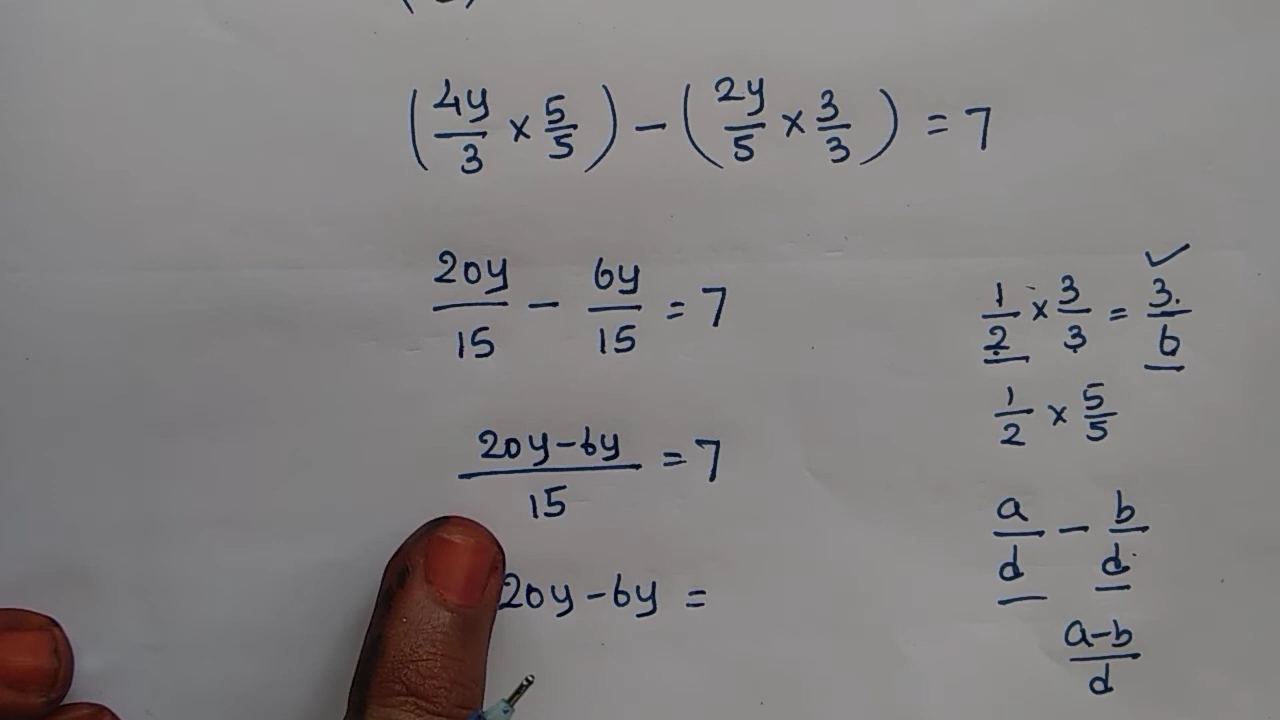 (4y/3 × 5/5) − (2y/5 × 3/3) = 7
20y/15 − 6y/15 = 7
20y−6y/15 = 7
20y − 6y =
1/2 × 3/3 = 3/6 ✓
1/2 × 5/5
a/d − b/d
a−b/d